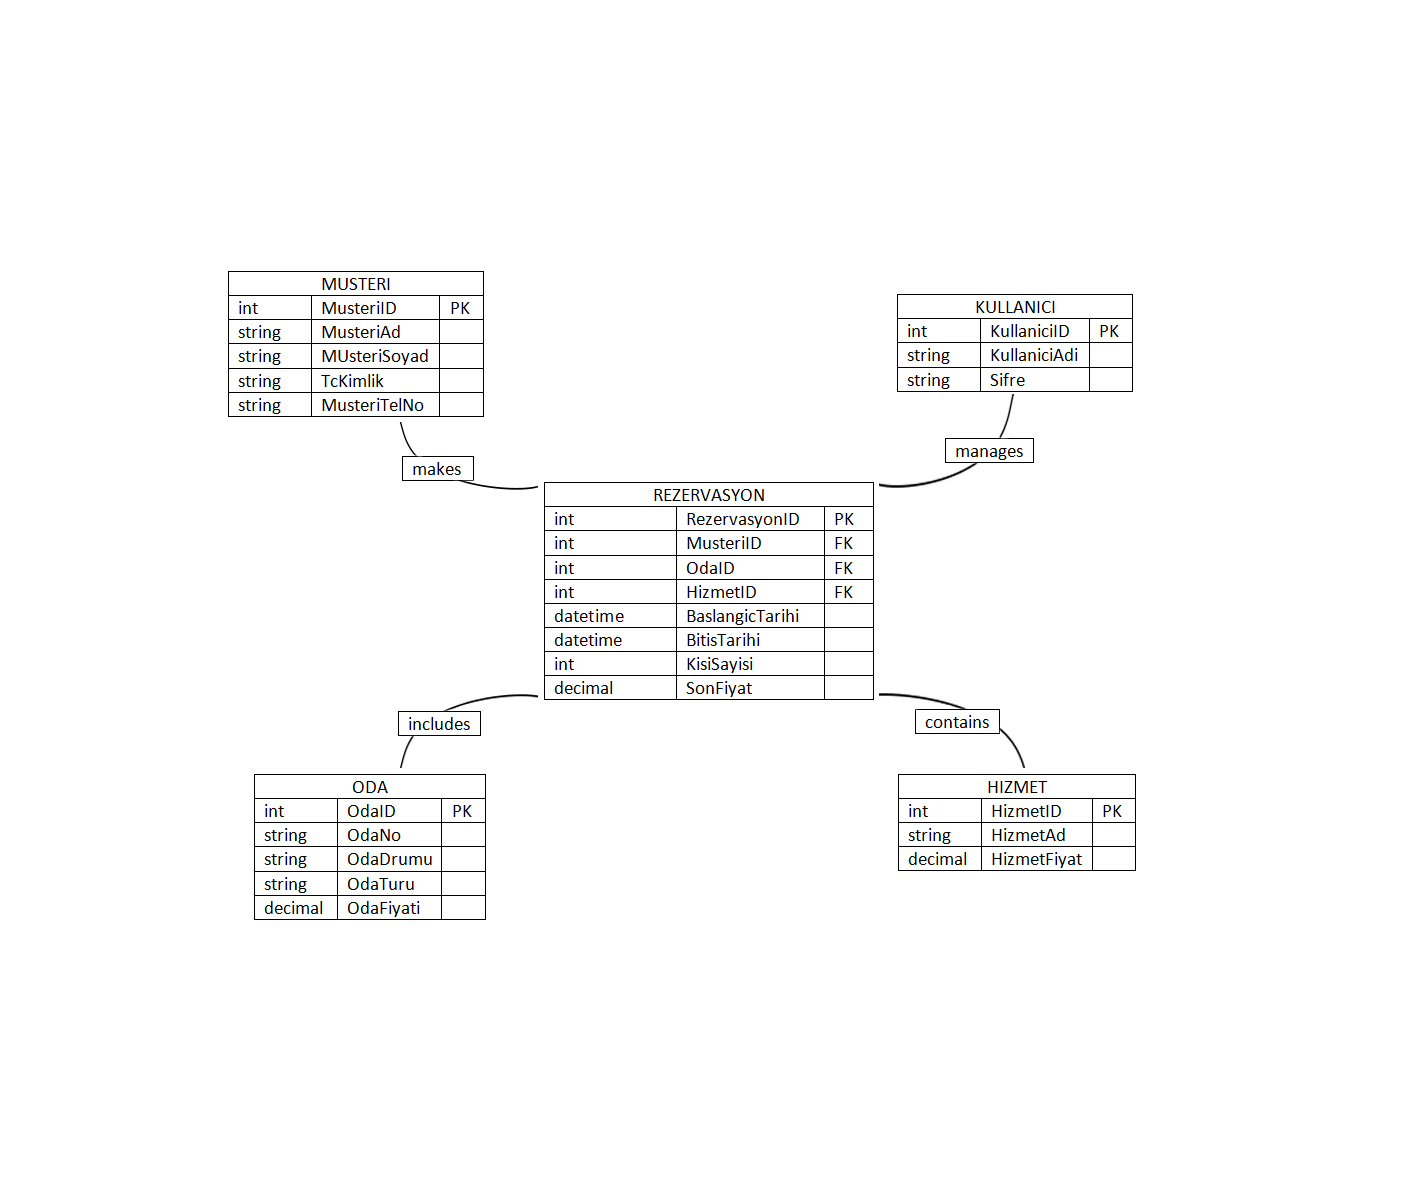 MUSTERI
int MusteriID PK
string MusteriAd
string MUsteriSoyad
string TcKimlik
string MusteriTelNo
KULLANICI
int KullaniciID PK
string KullaniciAdi
string Sifre
makes
manages
REZERVASYON
int RezervasyonID PK
int MusteriID FK
int OdaID FK
int HizmetID FK
datetime BaslangicTarihi
datetime BitisTarihi
int KisiSayisi
decimal SonFiyat
includes
contains
ODA
int OdaID PK
string OdaNo
string OdaDrumu
string OdaTuru
decimal OdaFiyati
HIZMET
int HizmetID PK
string HizmetAd
decimal HizmetFiyat